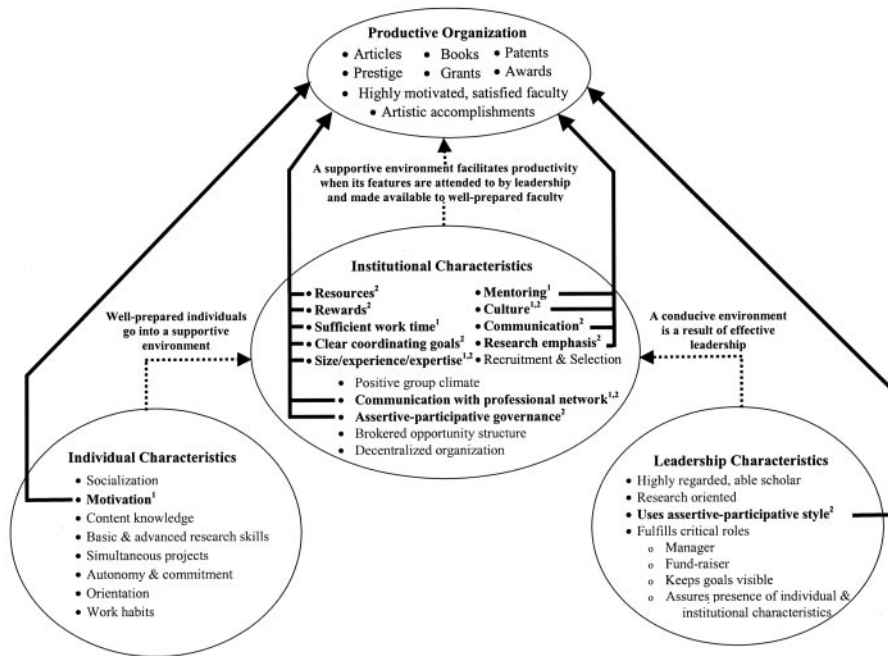 Productive Organization
• Articles • Books • Patents
• Prestige • Grants • Awards
• Highly motivated, satisfied faculty
• Artistic accomplishments
A supportive environment facilitates productivity
when its features are attended to by leadership
and made available to well-prepared faculty
Institutional Characteristics
• Resources² • Mentoring¹
• Rewards² • Culture¹,²
• Sufficient work time¹ • Communication²
• Clear coordinating goals² • Research emphasis²
• Size/experience/expertise¹,² • Recruitment & Selection
• Positive group climate
• Communication with professional network¹,²
• Assertive-participative governance²
• Brokered opportunity structure
• Decentralized organization
Well-prepared individuals
go into a supportive
environment
A conducive environment
is a result of effective
leadership
Individual Characteristics
• Socialization
• Motivation¹
• Content knowledge
• Basic & advanced research skills
• Simultaneous projects
• Autonomy & commitment
• Orientation
• Work habits
Leadership Characteristics
• Highly regarded, able scholar
• Research oriented
• Uses assertive-participative style²
• Fulfills critical roles
o Manager
o Fund-raiser
o Keeps goals visible
o Assures presence of individual &
institutional characteristics